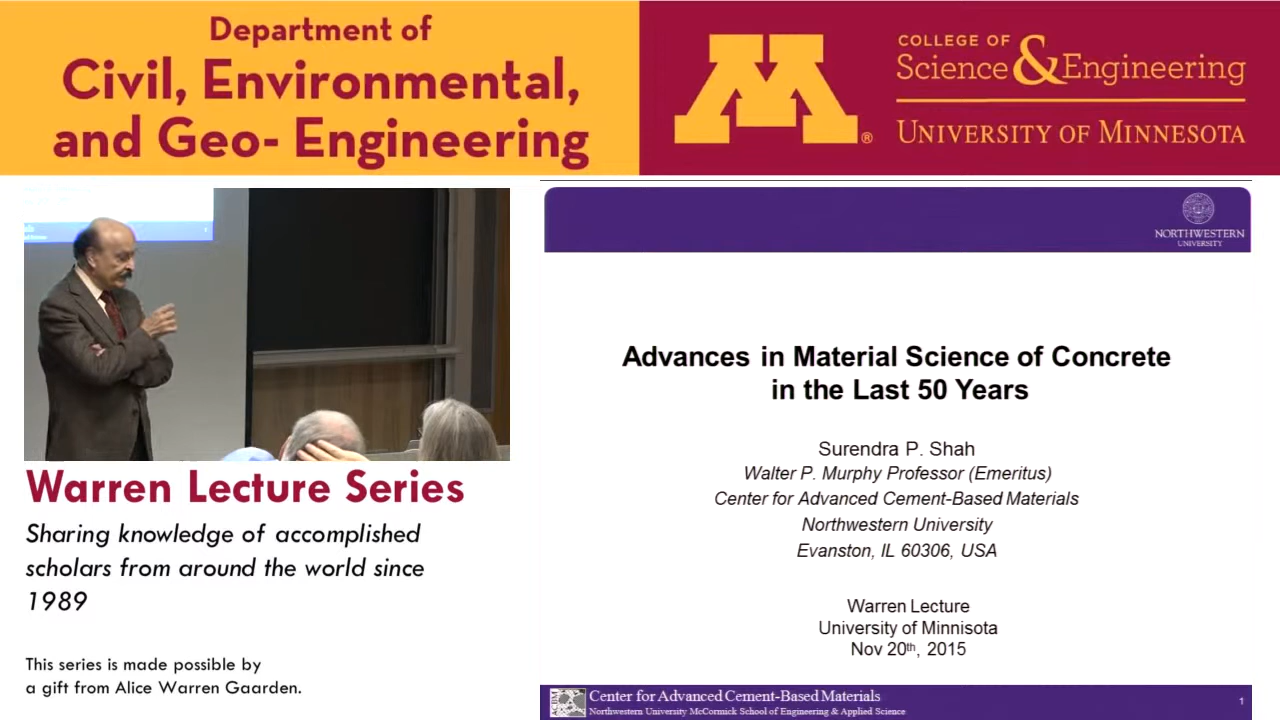 Department of
Civil, Environmental,
and Geo- Engineering
M®
COLLEGE OF
Science & Engineering
UNIVERSITY OF MINNESOTA
Warren Lecture Series
Sharing knowledge of accomplished
scholars from around the world since
1989
This series is made possible by
a gift from Alice Warren Gaarden.
NORTHWESTERN
UNIVERSITY
Advances in Material Science of Concrete
in the Last 50 Years
Surendra P. Shah
Walter P. Murphy Professor (Emeritus)
Center for Advanced Cement-Based Materials
Northwestern University
Evanston, IL 60306, USA
Warren Lecture
University of Minnisota
Nov 20th, 2015
Center for Advanced Cement-Based Materials
Northwestern University McCormick School of Engineering & Applied Science
1